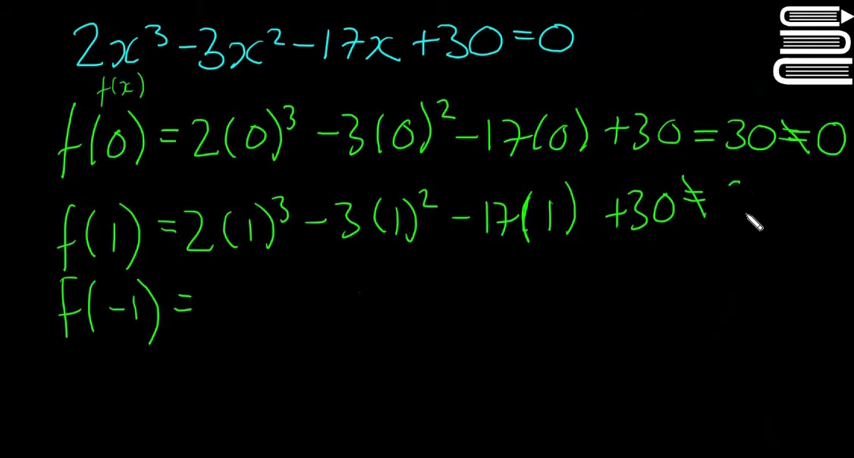 2x³ - 3x² - 17x + 30 = 0
f(x)
f(0) = 2(0)³ - 3(0)² - 17(0) + 30 = 30 ≠ 0
f(1) = 2(1)³ - 3(1)² - 17(1) + 30 ≠
f(-1) =